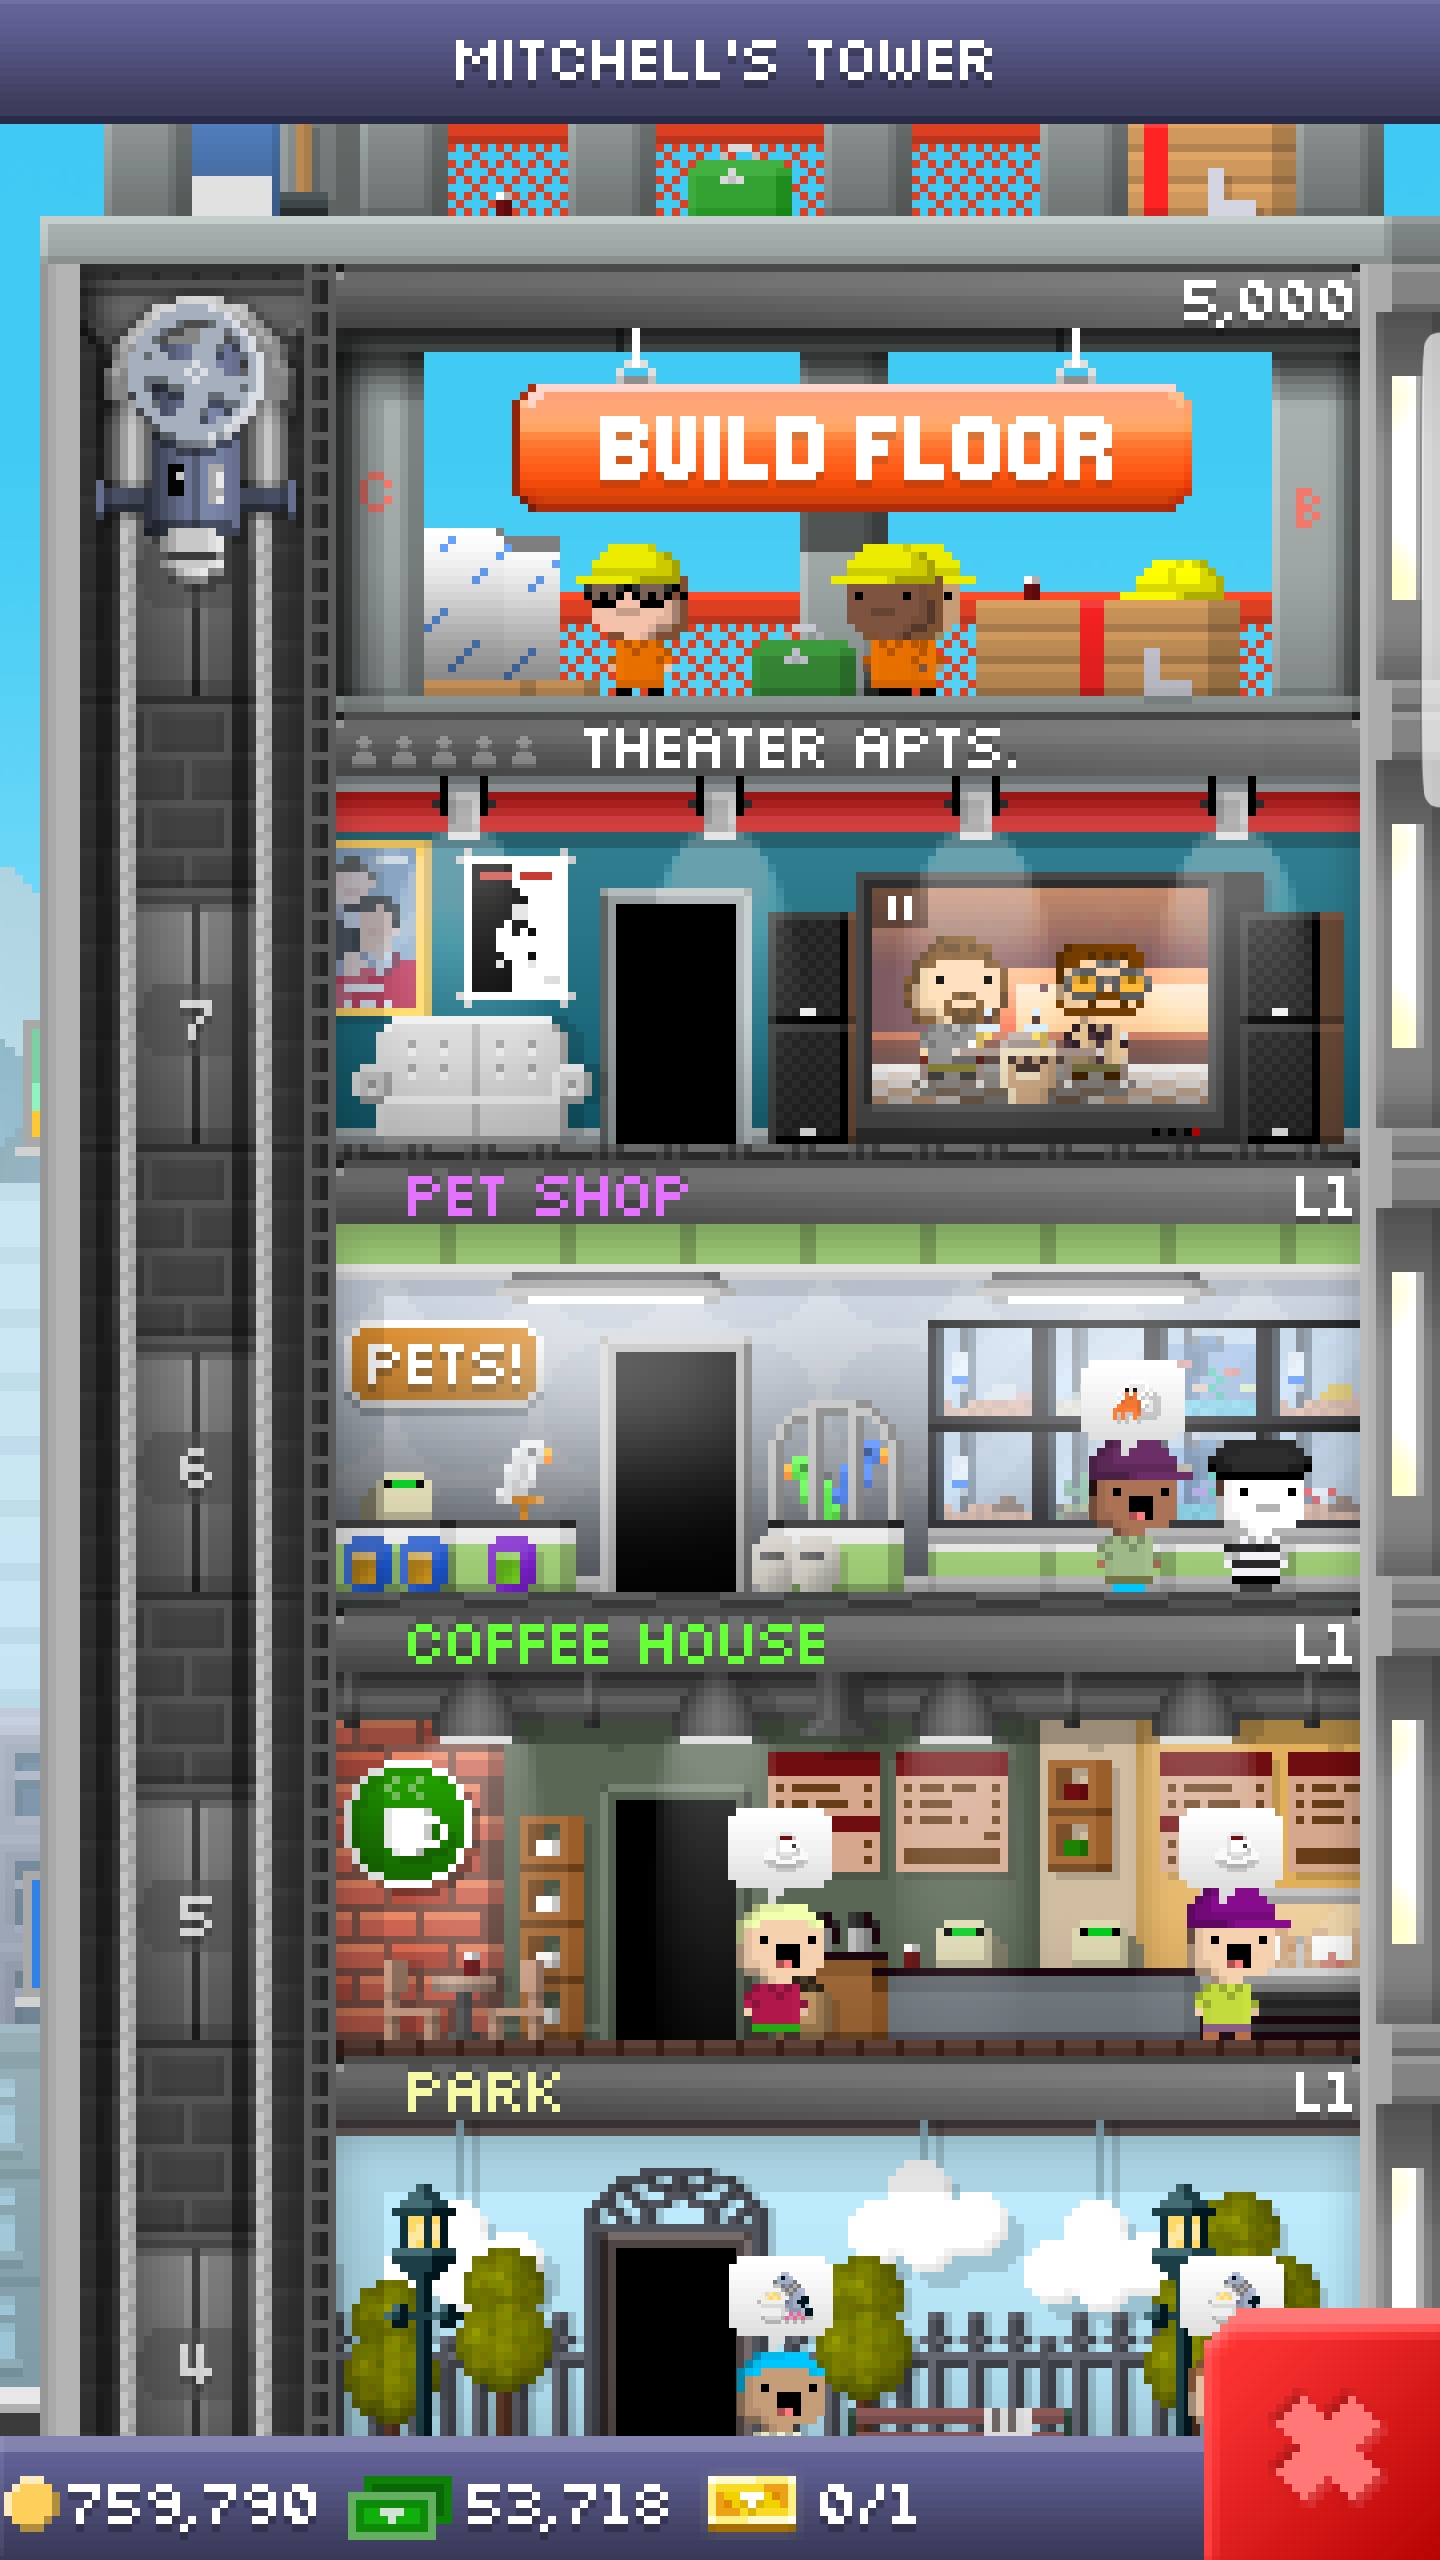 MITCHELL'S TOWER
5,000
BUILD FLOOR
C
B
THEATER APTS.
7
PET SHOP L1
PETS!
6
COFFEE HOUSE L1
5
PARK L1
4
759,790 53,718 0/1